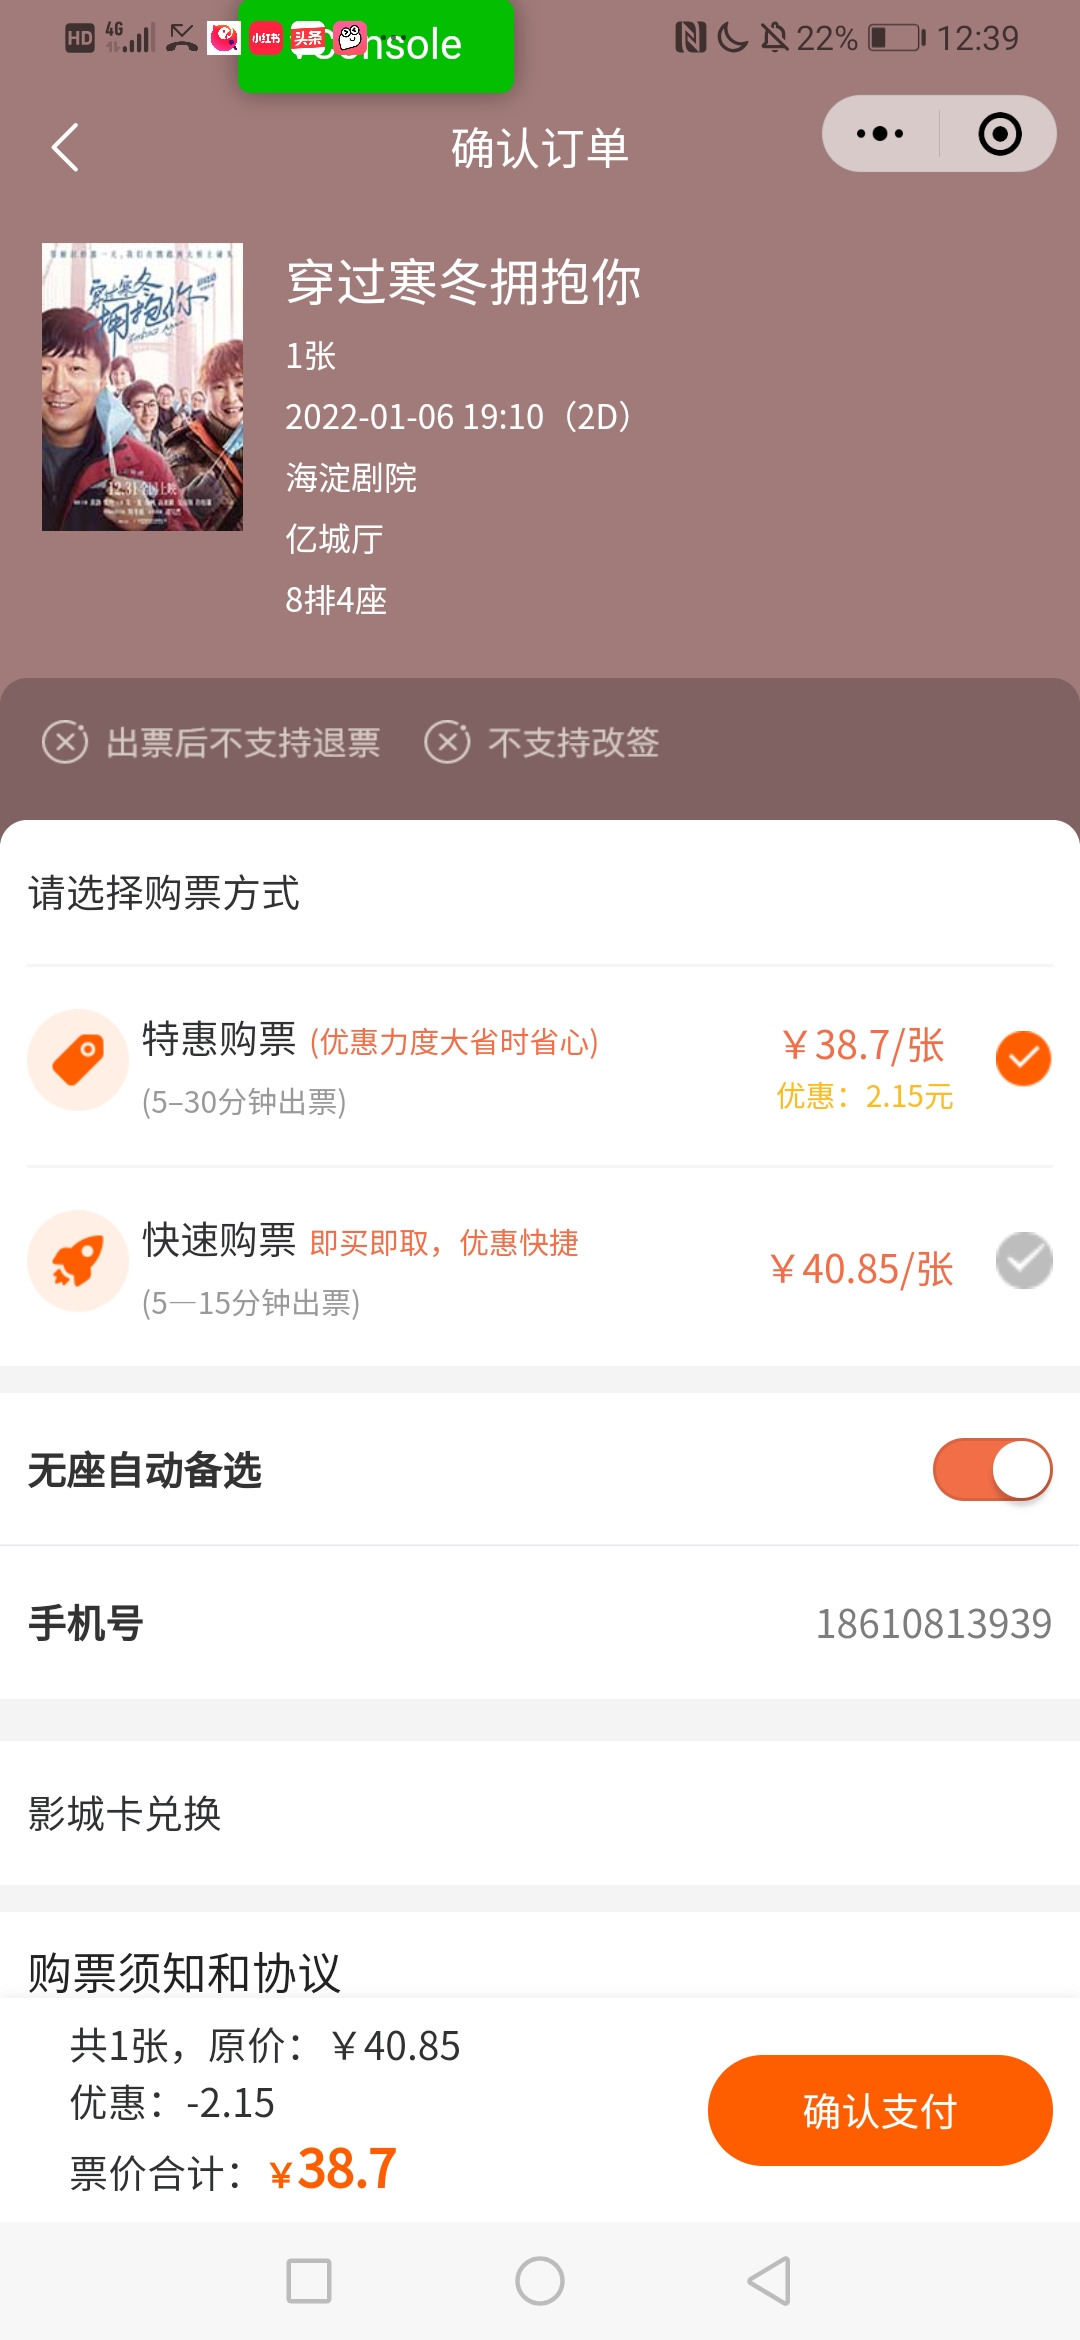 HD 4G 小红书 头条 22% 12:39
vConsole
确认订单
穿过寒冬拥抱你
12.31全国上映
穿过寒冬拥抱你
1张
2022-01-06 19:10（2D）
海淀剧院
亿城厅
8排4座
出票后不支持退票 不支持改签
请选择购票方式
特惠购票 (优惠力度大省时省心)
(5-30分钟出票)
￥38.7/张
优惠：2.15元
快速购票 即买即取，优惠快捷
(5—15分钟出票)
￥40.85/张
无座自动备选
手机号 18610813939
影城卡兑换
购票须知和协议
共1张，原价：￥40.85
优惠：-2.15
票价合计：￥38.7
确认支付